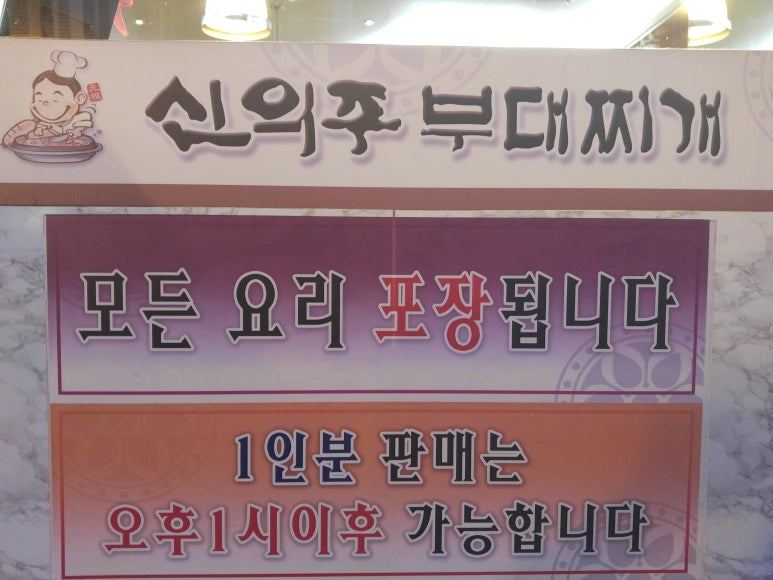 신의주 부대찌개
모든 요리 포장됩니다
1인분 판매는
오후1시이후 가능합니다